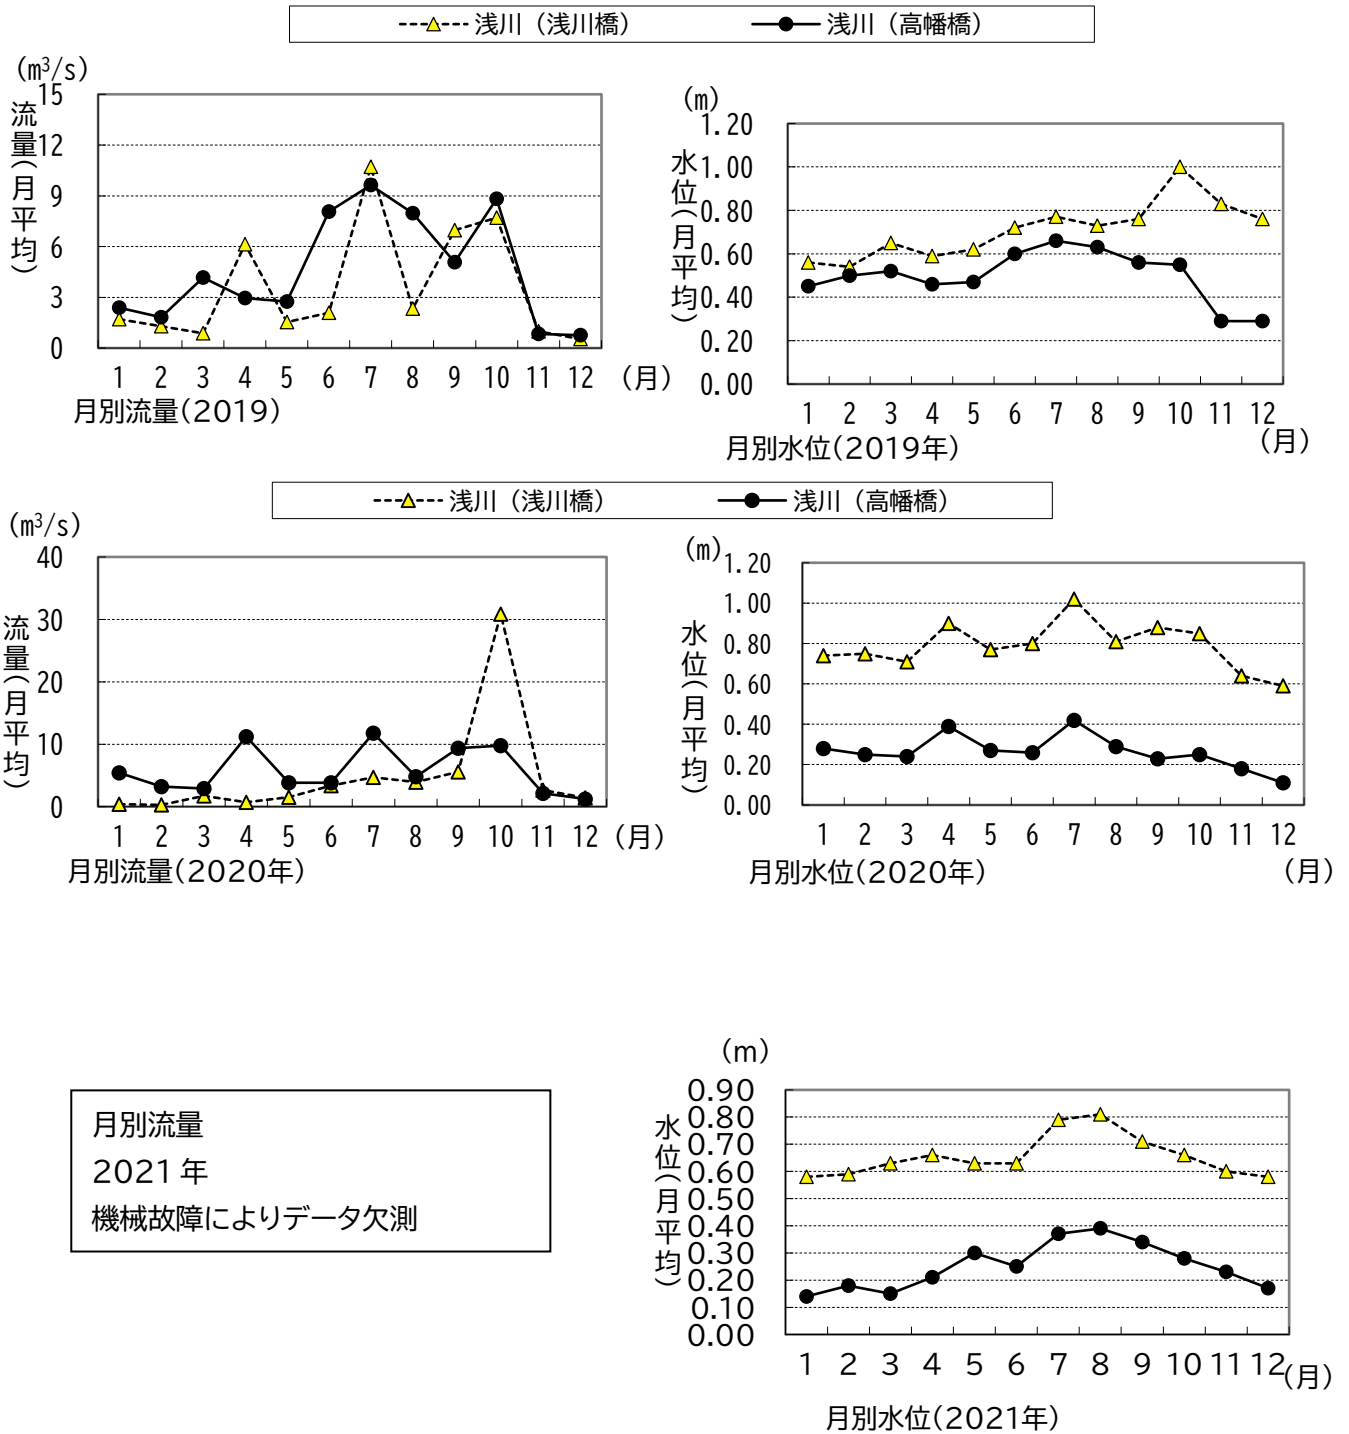 浅川（浅川橋） 浅川（高幡橋）
(m³/s)
流量(月平均)
15
12
9
6
3
0
1 2 3 4 5 6 7 8 9 10 11 12 (月)
月別流量(2019)
(m)
水位(月平均)
1.20
1.00
0.80
0.60
0.40
0.20
0.00
1 2 3 4 5 6 7 8 9 10 11 12
(月)
月別水位(2019年)
浅川（浅川橋） 浅川（高幡橋）
(m³/s)
流量(月平均)
40
30
20
10
0
1 2 3 4 5 6 7 8 9 10 11 12 (月)
月別流量(2020年)
(m)
水位(月平均)
1.20
1.00
0.80
0.60
0.40
0.20
0.00
1 2 3 4 5 6 7 8 9 10 11 12
月別水位(2020年) (月)
月別流量
2021年
機械故障によりデータ欠測
(m)
水位(月平均)
0.90
0.80
0.70
0.60
0.50
0.40
0.30
0.20
0.10
0.00
1 2 3 4 5 6 7 8 9 10 11 12 (月)
月別水位(2021年)